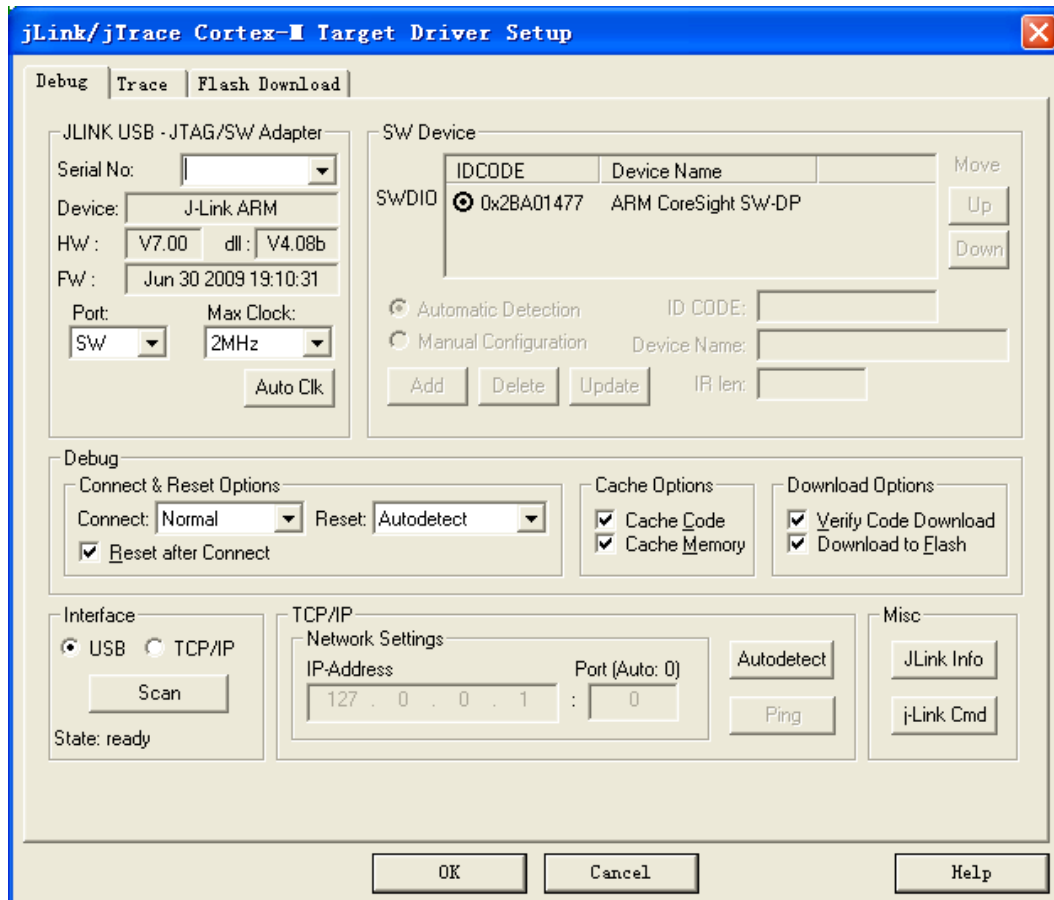 jLink/jTrace Cortex-M Target Driver Setup
Debug Trace Flash Download
JLINK USB - JTAG/SW Adapter
Serial No:
Device: J-Link ARM
HW : V7.00 dll : V4.08b
FW : Jun 30 2009 19:10:31
Port: Max Clock:
SW 2MHz
Auto Clk
SW Device
IDCODE Device Name
SWDIO 0x2BA01477 ARM CoreSight SW-DP
Move
Up
Down
Automatic Detection ID CODE:
Manual Configuration Device Name:
Add Delete Update IR len:
Debug
Connect & Reset Options
Connect: Normal Reset: Autodetect
Reset after Connect
Cache Options
Cache Code
Cache Memory
Download Options
Verify Code Download
Download to Flash
Interface
USB TCP/IP
Scan
State: ready
TCP/IP
Network Settings
IP-Address Port (Auto: 0)
127 . 0 . 0 . 1 : 0
Autodetect
Ping
Misc
JLink Info
j-Link Cmd
OK Cancel Help